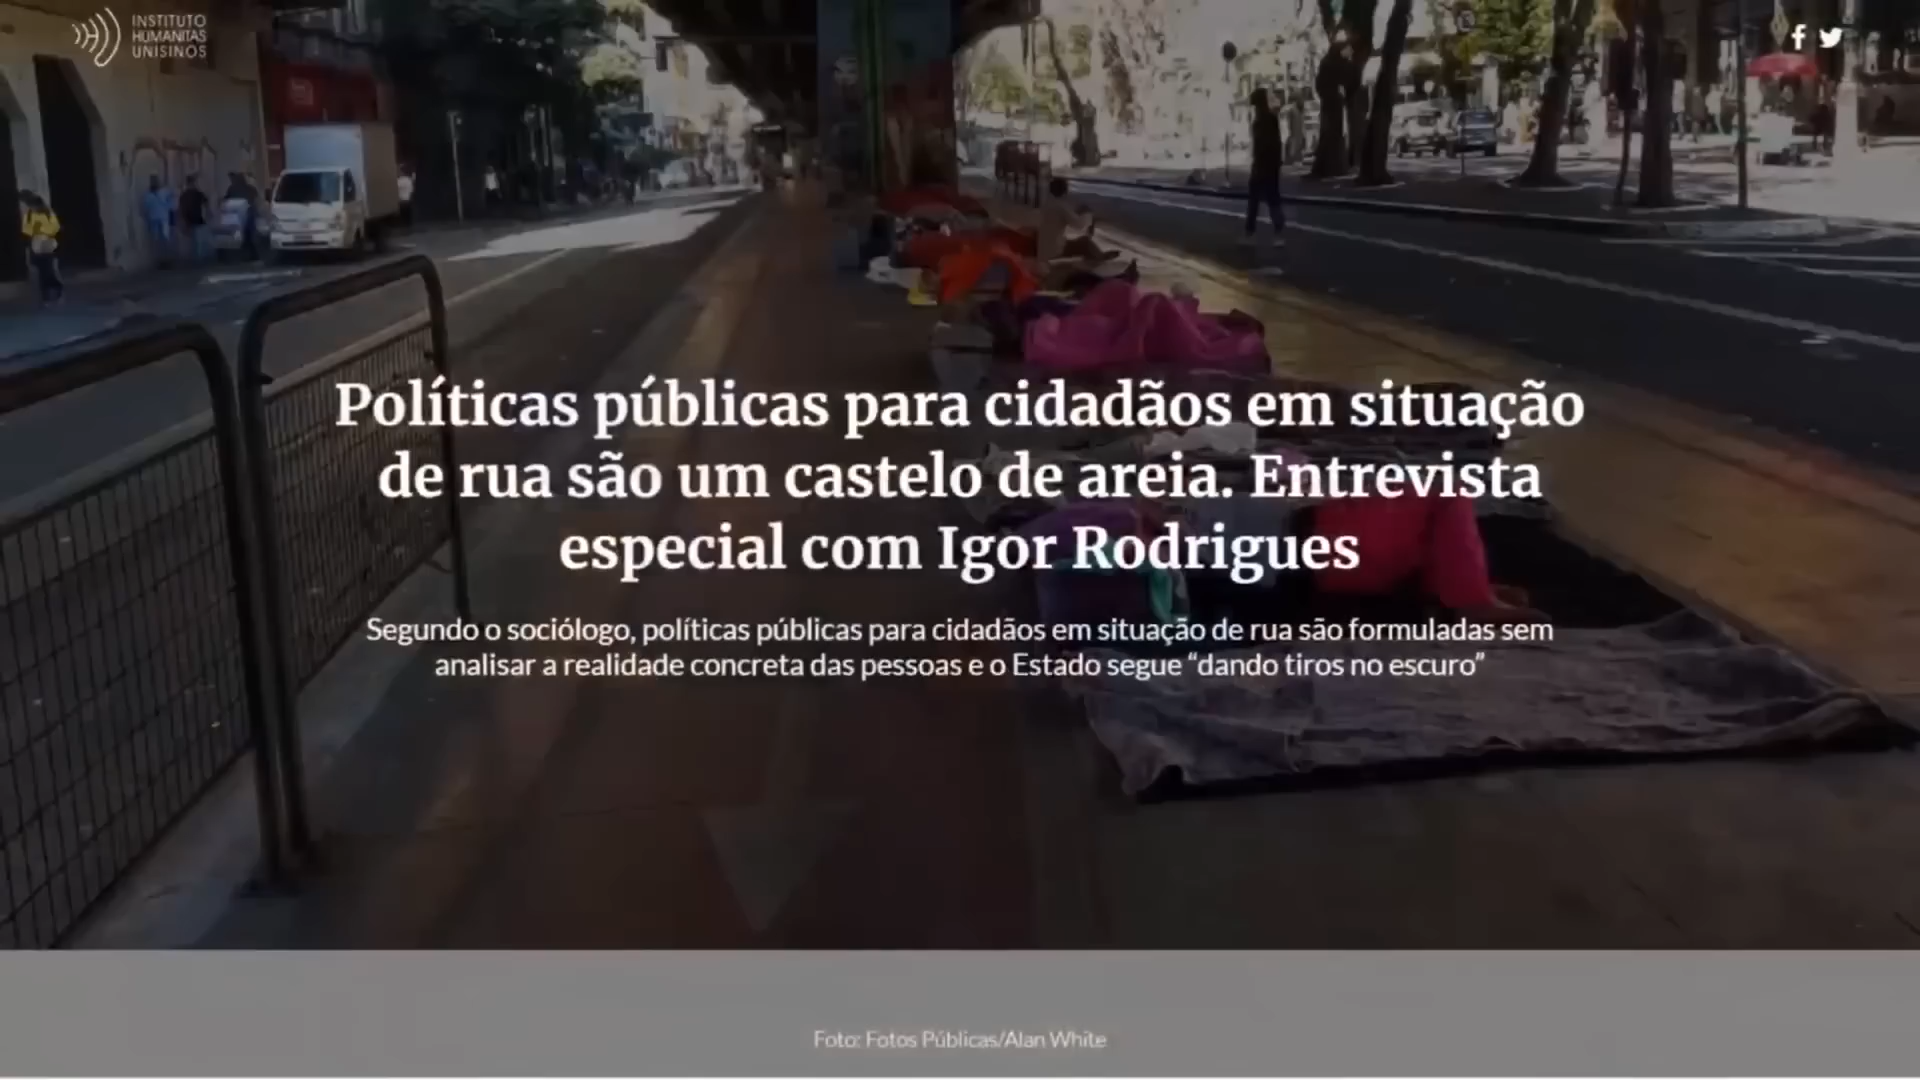 INSTITUTO
HUMANITAS
UNISINOS
Políticas públicas para cidadãos em situação
de rua são um castelo de areia. Entrevista
especial com Igor Rodrigues
Segundo o sociólogo, políticas públicas para cidadãos em situação de rua são formuladas sem
analisar a realidade concreta das pessoas e o Estado segue “dando tiros no escuro”
Foto: Fotos Públicas/Alan White